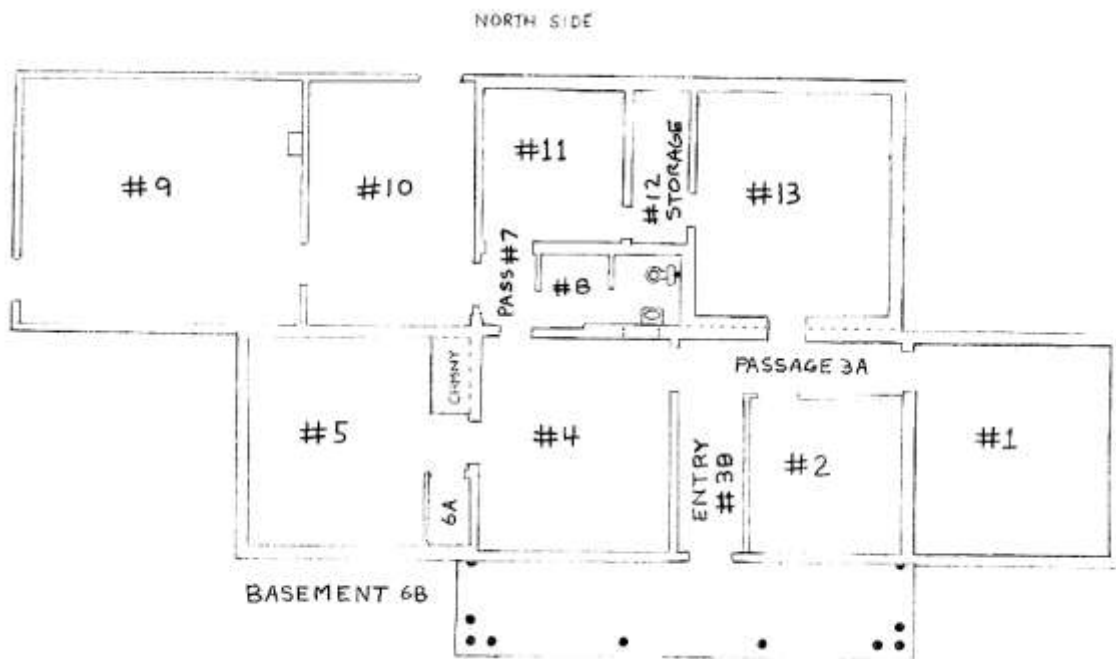 NORTH SIDE
#9
#10
#11
#12 STORAGE
#13
PASS #7
#8
CHMNY
PASSAGE 3A
#5
#4
ENTRY #3B
#2
#1
6A
BASEMENT 6B